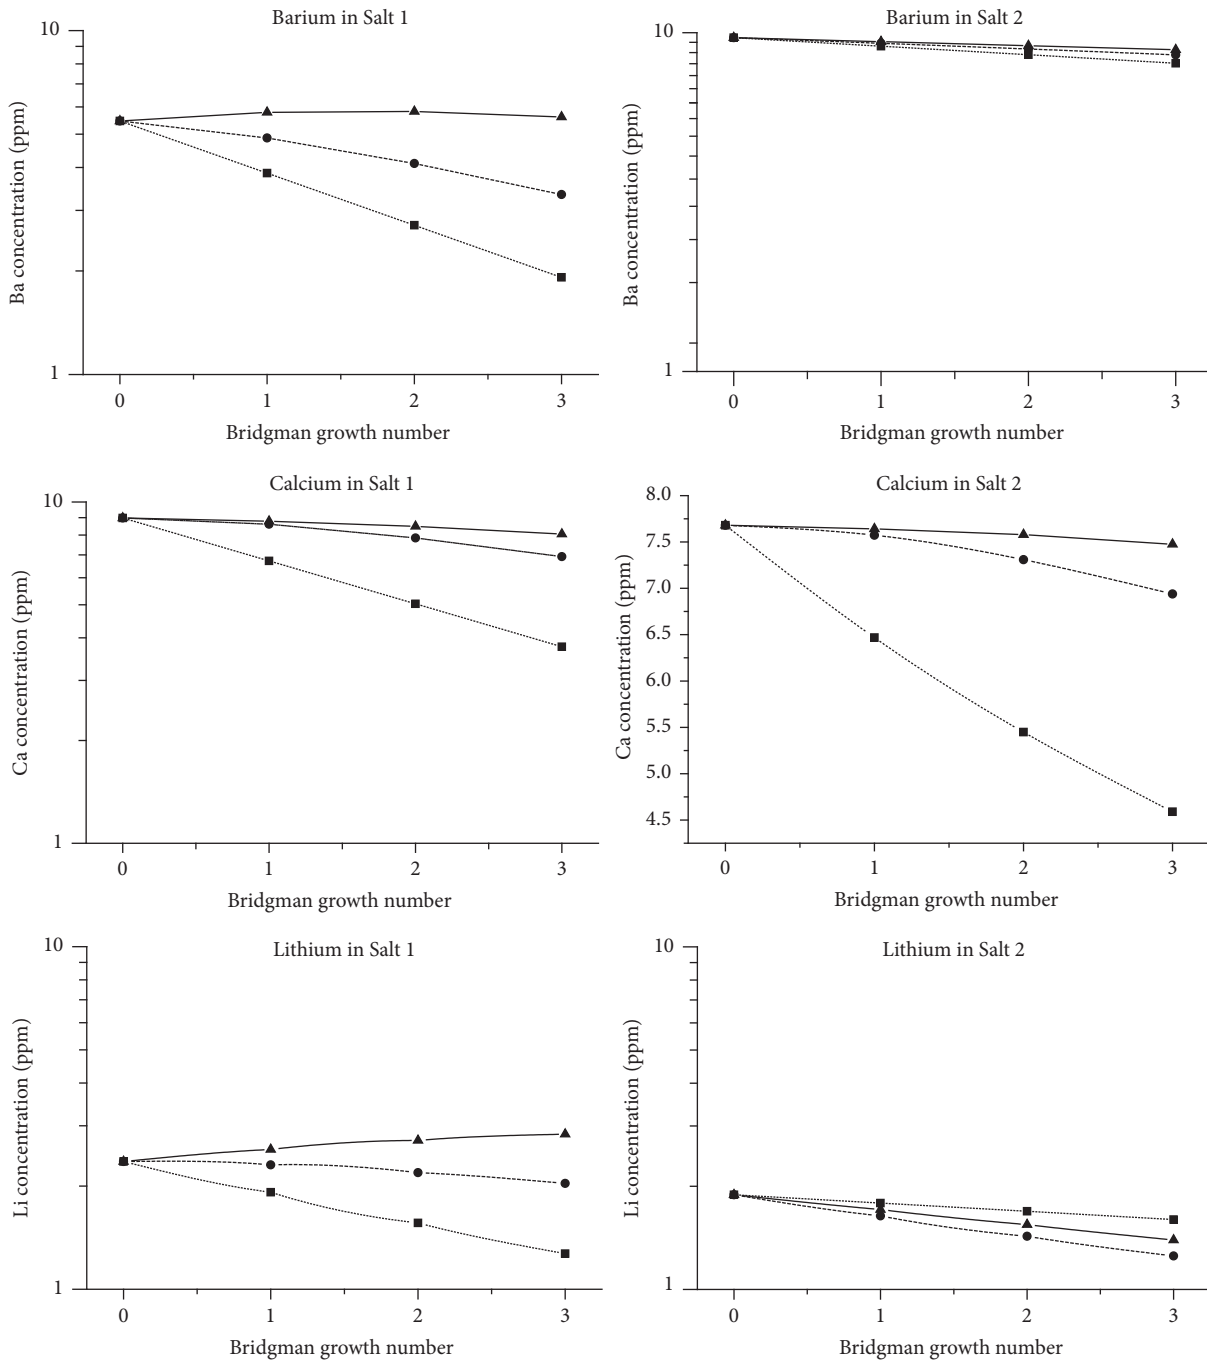 Barium in Salt 1
10
1
Ba concentration (ppm)
0 1 2 3
Bridgman growth number
Barium in Salt 2
10
1
Ba concentration (ppm)
0 1 2 3
Bridgman growth number
Calcium in Salt 1
10
1
Ca concentration (ppm)
0 1 2 3
Bridgman growth number
Calcium in Salt 2
8.0
7.5
7.0
6.5
6.0
5.5
5.0
4.5
Ca concentration (ppm)
0 1 2 3
Bridgman growth number
Lithium in Salt 1
10
1
Li concentration (ppm)
0 1 2 3
Bridgman growth number
Lithium in Salt 2
10
1
Li concentration (ppm)
0 1 2 3
Bridgman growth number